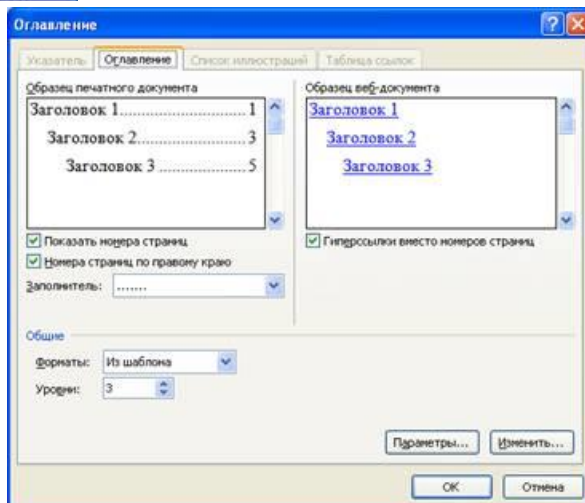 Оглавление
Указатель Оглавление Список иллюстраций Таблица ссылок
Образец печатного документа
Заголовок 1....................1
Заголовок 2................3
Заголовок 3 .............5
Показать номера страниц
Номера страниц по правому краю
Заполнитель: .......
Образец веб-документа
Заголовок 1
Заголовок 2
Заголовок 3
Гиперссылки вместо номеров страниц
Общие
Форматы: Из шаблона
Уровни: 3
Параметры... Изменить...
ОК Отмена